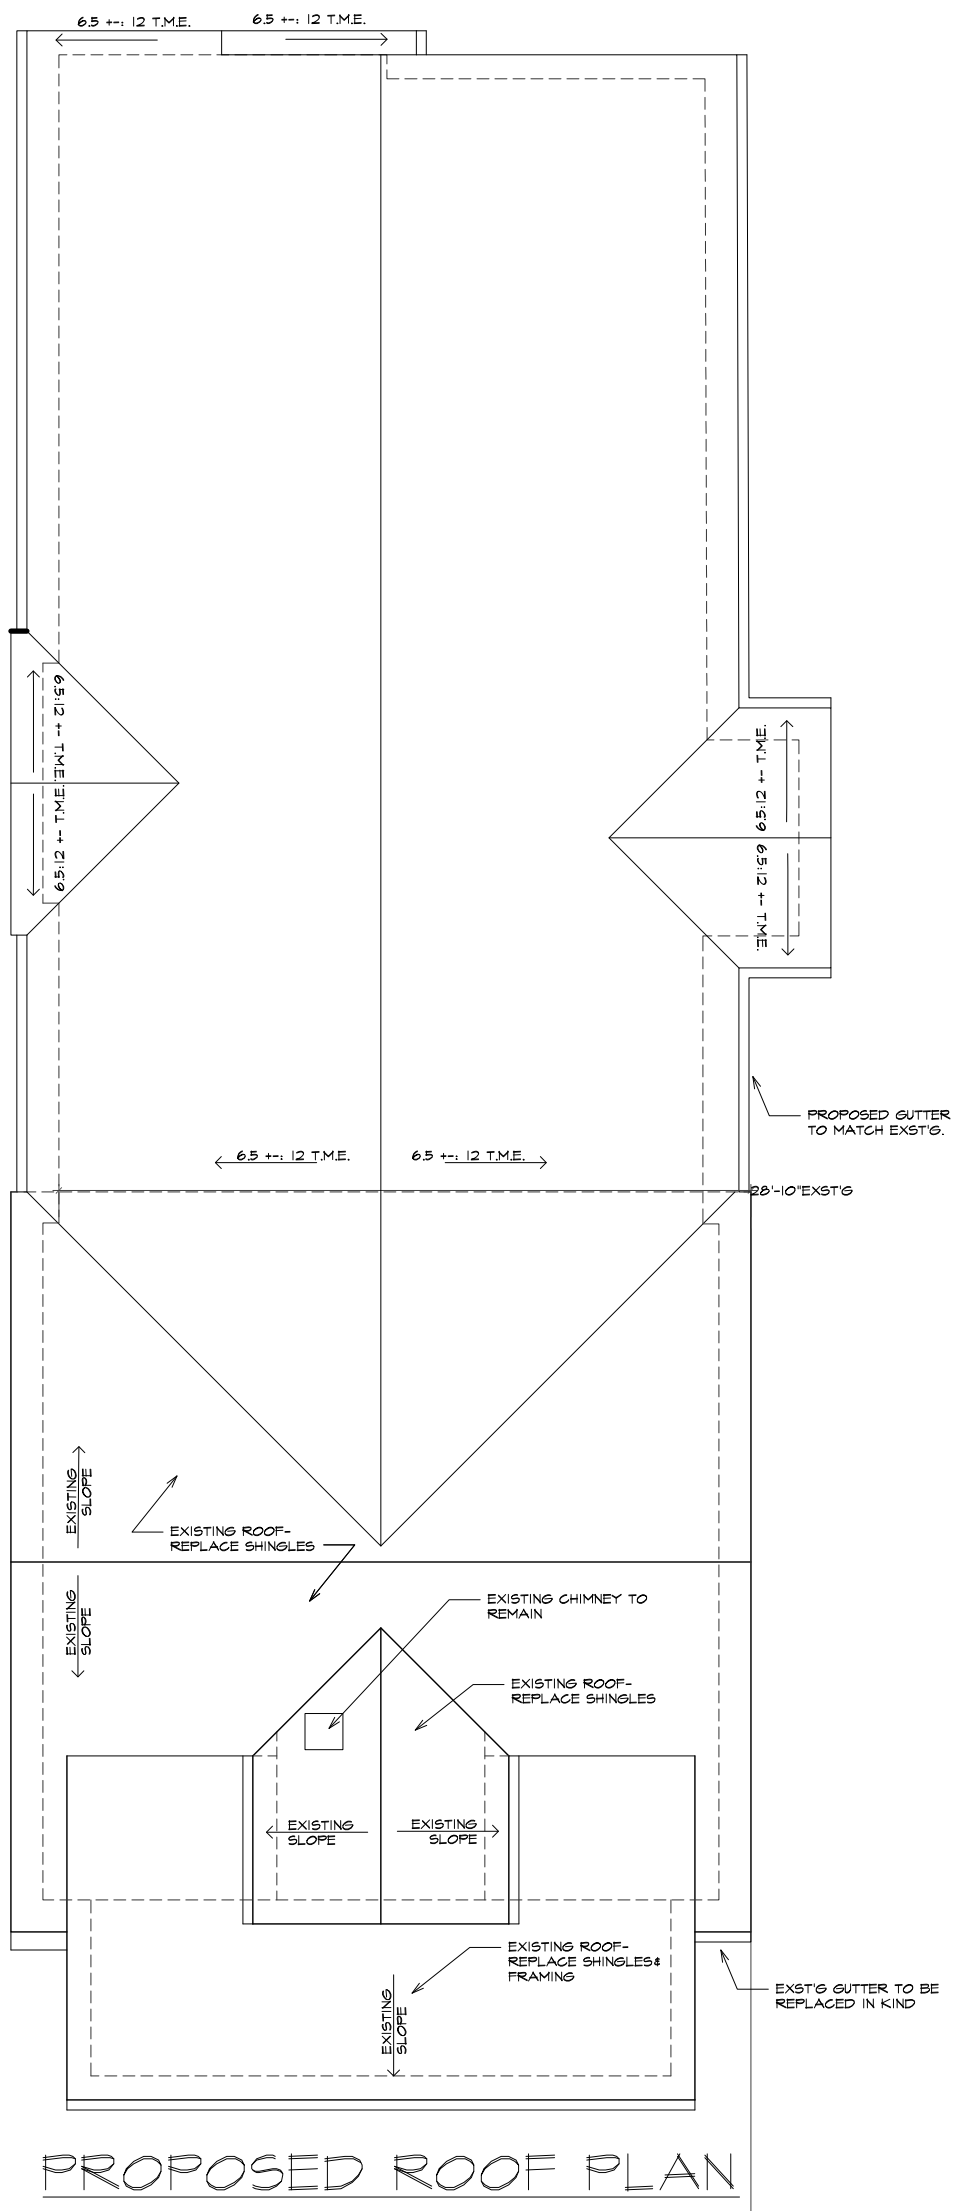 6.5 +-: 12 T.M.E.
6.5 +-: 12 T.M.E.
6.5:12 +- T.M.E.
6.5:12 +- T.M.E.
6.5:12 +- T.M.E.
6.5:12 +- T.M.E.
PROPOSED GUTTER
TO MATCH EXST'G.
6.5 +-: 12 T.M.E.
6.5 +-: 12 T.M.E.
28'-10"EXST'G
EXISTING
SLOPE
EXISTING ROOF-
REPLACE SHINGLES
EXISTING
SLOPE
EXISTING CHIMNEY TO
REMAIN
EXISTING ROOF-
REPLACE SHINGLES
EXISTING
SLOPE
EXISTING
SLOPE
EXISTING ROOF-
REPLACE SHINGLES&
FRAMING
EXISTING
SLOPE
EXST'G GUTTER TO BE
REPLACED IN KIND
PROPOSED ROOF PLAN